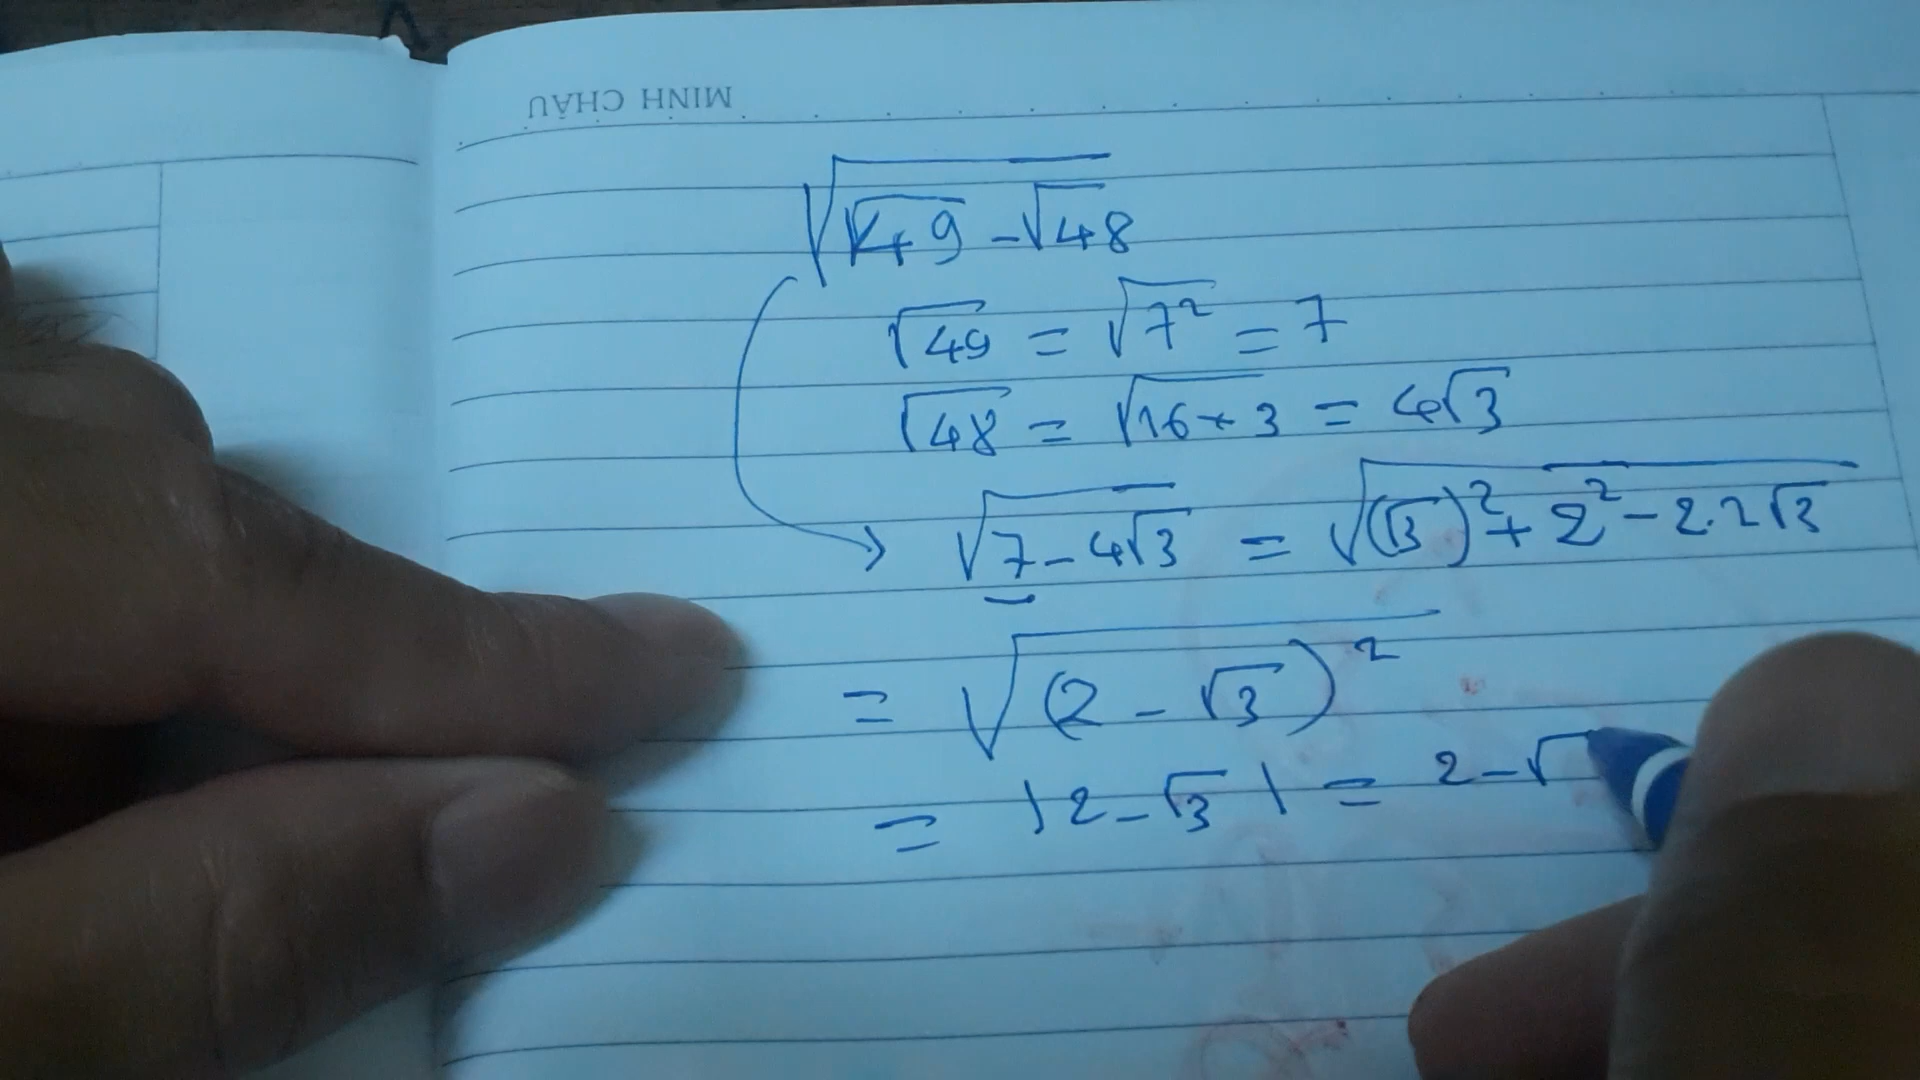 MINH CHÂU
√(√49 - √48)
√49 = √7² = 7
√48 = √16×3 = 4√3
→ √(7 - 4√3) = √((√3)² + 2² - 2.2√3)
= √(2 - √3)²
= |2 - √3| = 2 - √